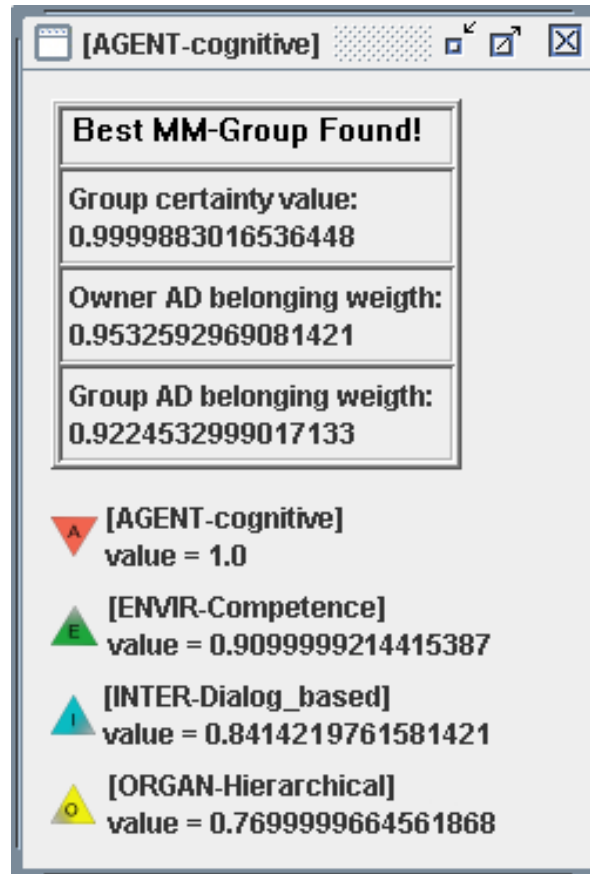 [AGENT-cognitive]
Best MM-Group Found!
Group certainty value:
0.9999883016536448
Owner AD belonging weigth:
0.9532592969081421
Group AD belonging weigth:
0.9224532999017133
A
[AGENT-cognitive]
value = 1.0
E
[ENVIR-Competence]
value = 0.9099999214415387
I
[INTER-Dialog_based]
value = 0.8414219761581421
O
[ORGAN-Hierarchical]
value = 0.7699999664561868